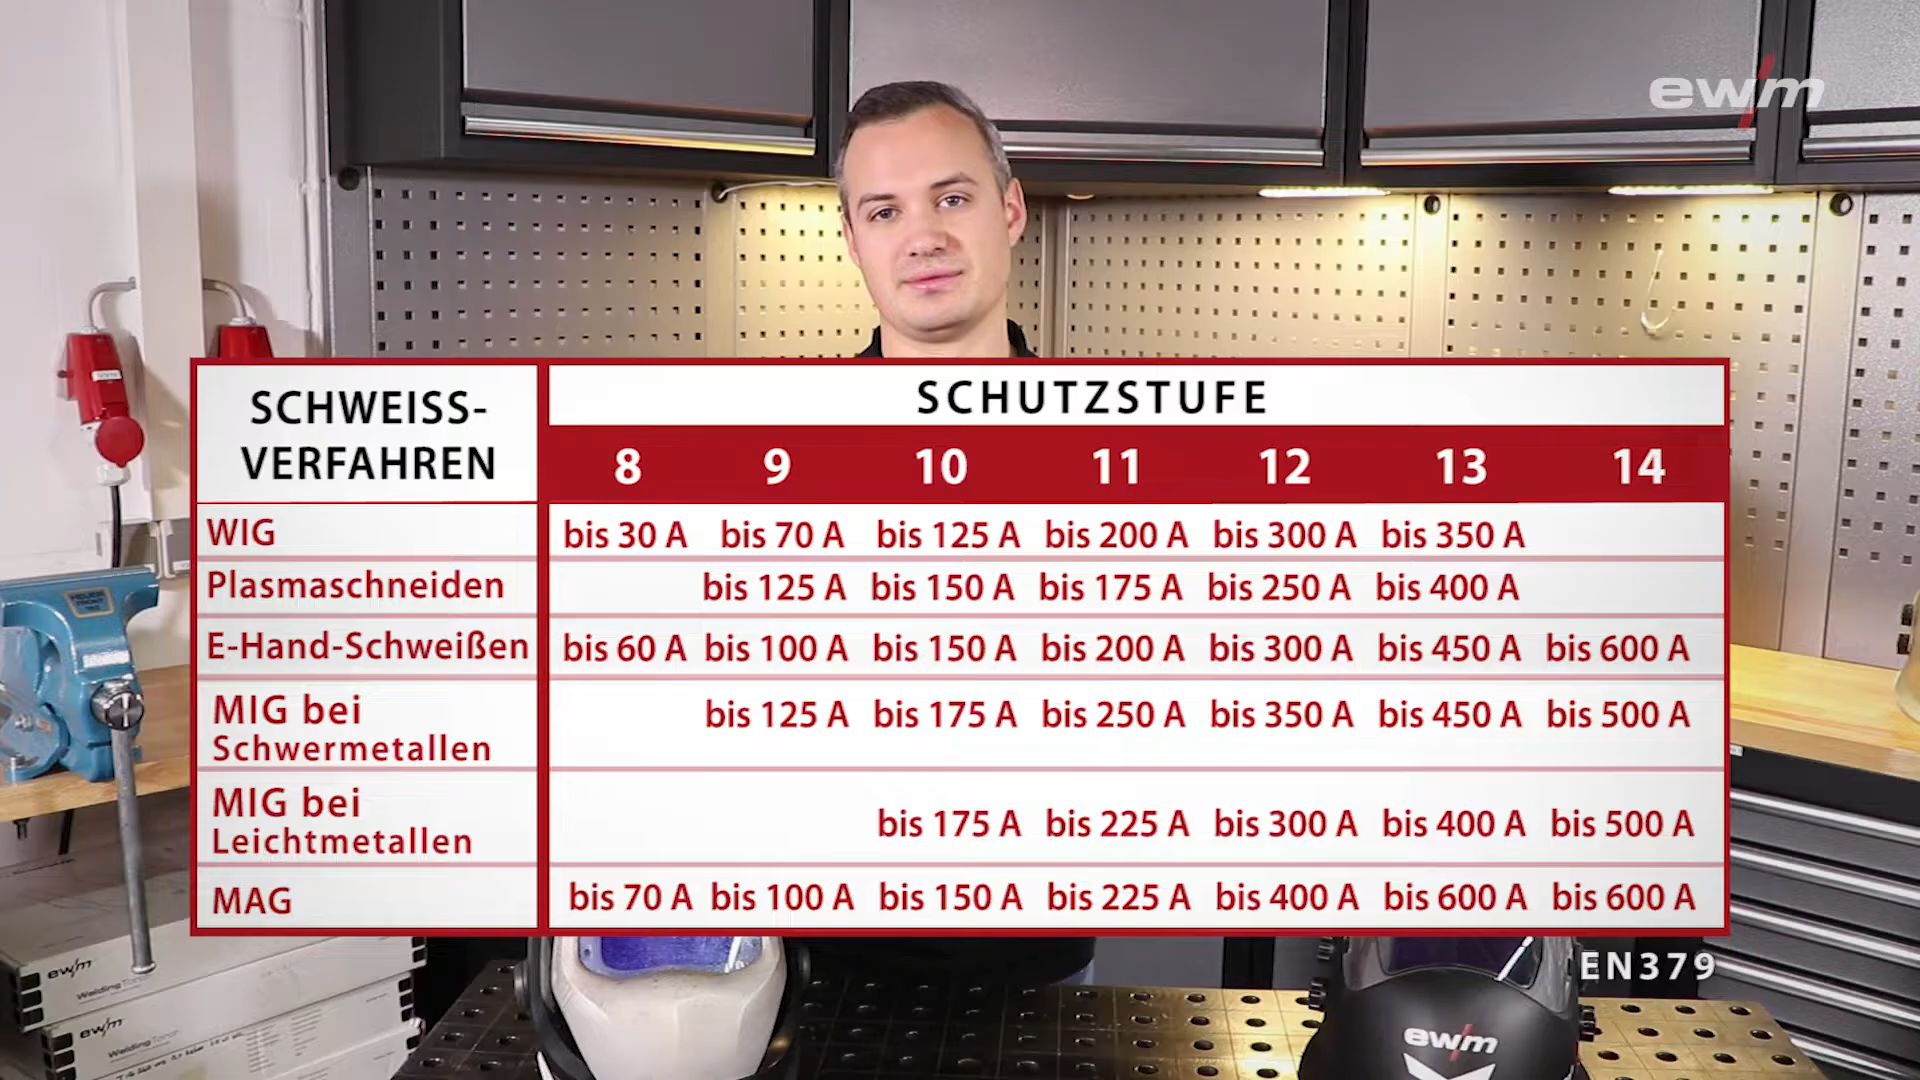 ewm
SCHWEISS-
VERFAHREN
SCHUTZSTUFE
8 9 10 11 12 13 14
WIG bis 30 A bis 70 A bis 125 A bis 200 A bis 300 A bis 350 A
Plasmaschneiden bis 125 A bis 150 A bis 175 A bis 250 A bis 400 A
E-Hand-Schweißen bis 60 A bis 100 A bis 150 A bis 200 A bis 300 A bis 450 A bis 600 A
MIG bei
Schwermetallen bis 125 A bis 175 A bis 250 A bis 350 A bis 450 A bis 500 A
MIG bei
Leichtmetallen bis 175 A bis 225 A bis 300 A bis 400 A bis 500 A
MAG bis 70 A bis 100 A bis 150 A bis 225 A bis 400 A bis 600 A bis 600 A
EN379
ewm
WeldingTorch
ewm
ewm